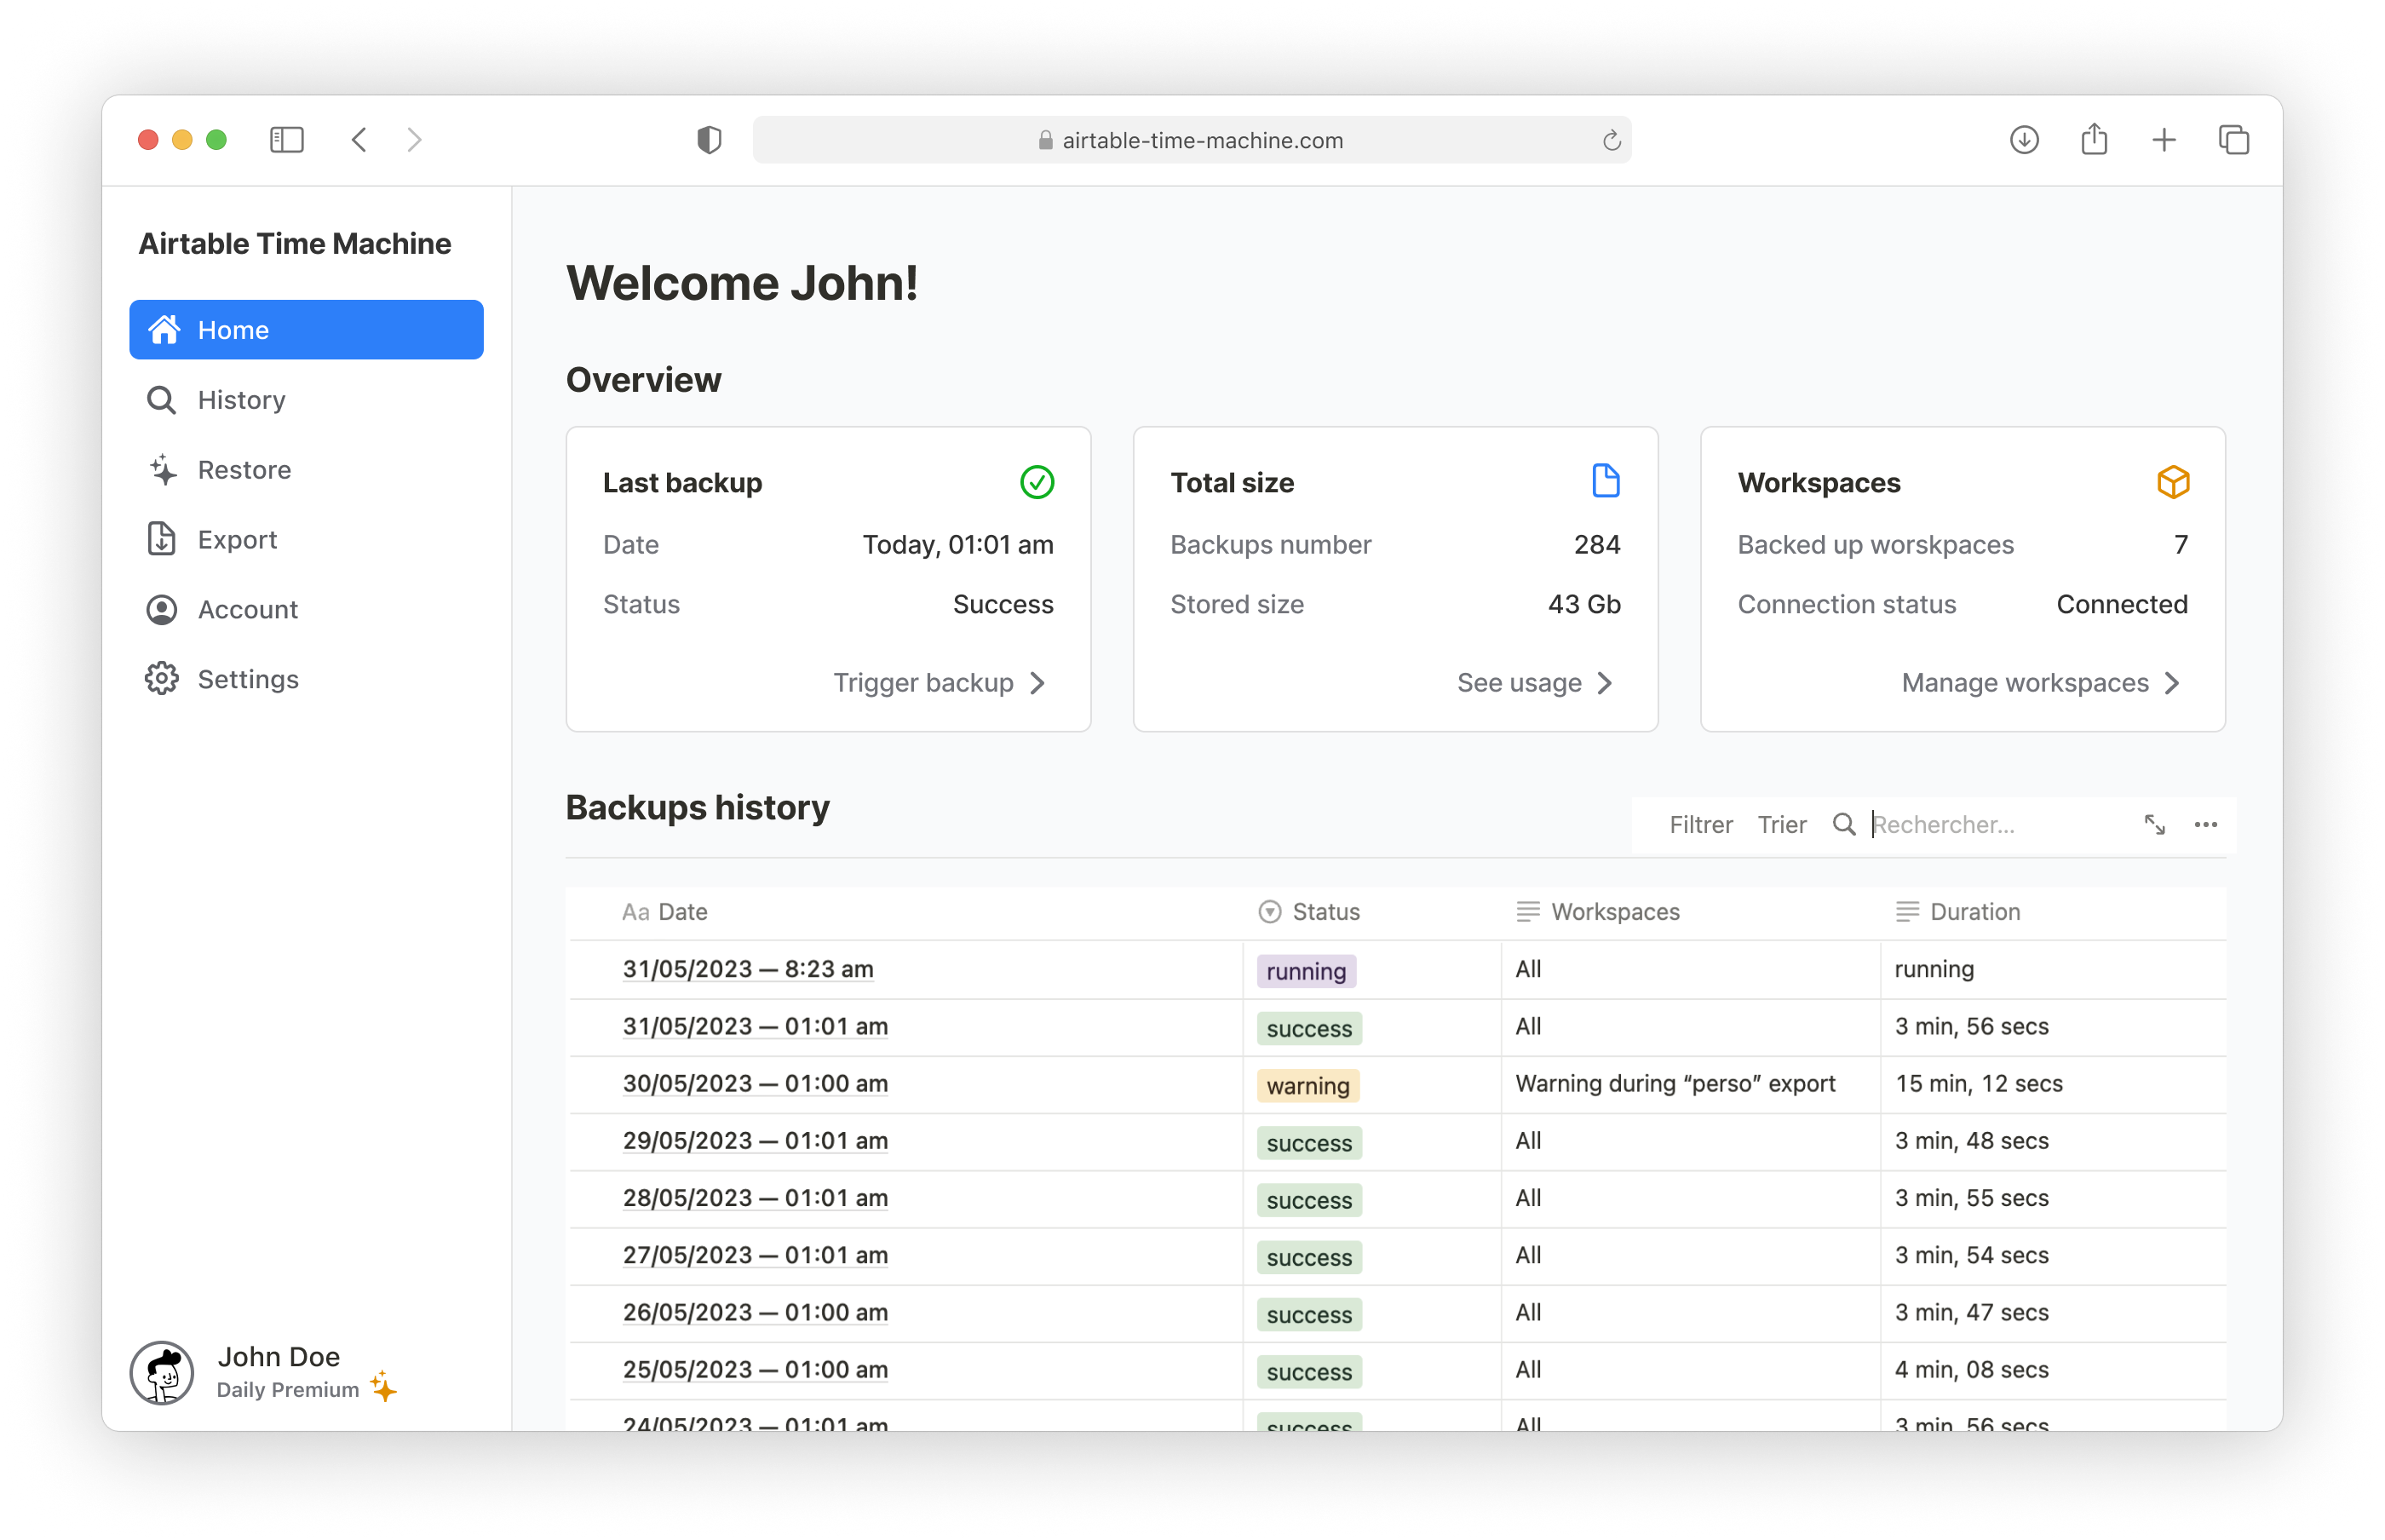 airtable-time-machine.com
Airtable Time Machine
Home
History
Restore
Export
Account
Settings
John Doe
Daily Premium
Welcome John!
Overview
Last backup
Date Today, 01:01 am
Status Success
Trigger backup
Total size
Backups number 284
Stored size 43 Gb
See usage
Workspaces
Backed up worskpaces 7
Connection status Connected
Manage workspaces
Backups history
Filtrer Trier Rechercher...
Aa Date Status Workspaces Duration
31/05/2023 — 8:23 am running All running
31/05/2023 — 01:01 am success All 3 min, 56 secs
30/05/2023 — 01:00 am warning Warning during “perso” export 15 min, 12 secs
29/05/2023 — 01:01 am success All 3 min, 48 secs
28/05/2023 — 01:01 am success All 3 min, 55 secs
27/05/2023 — 01:01 am success All 3 min, 54 secs
26/05/2023 — 01:00 am success All 3 min, 47 secs
25/05/2023 — 01:00 am success All 4 min, 08 secs
24/05/2023 — 01:01 am success All 3 min, 56 secs